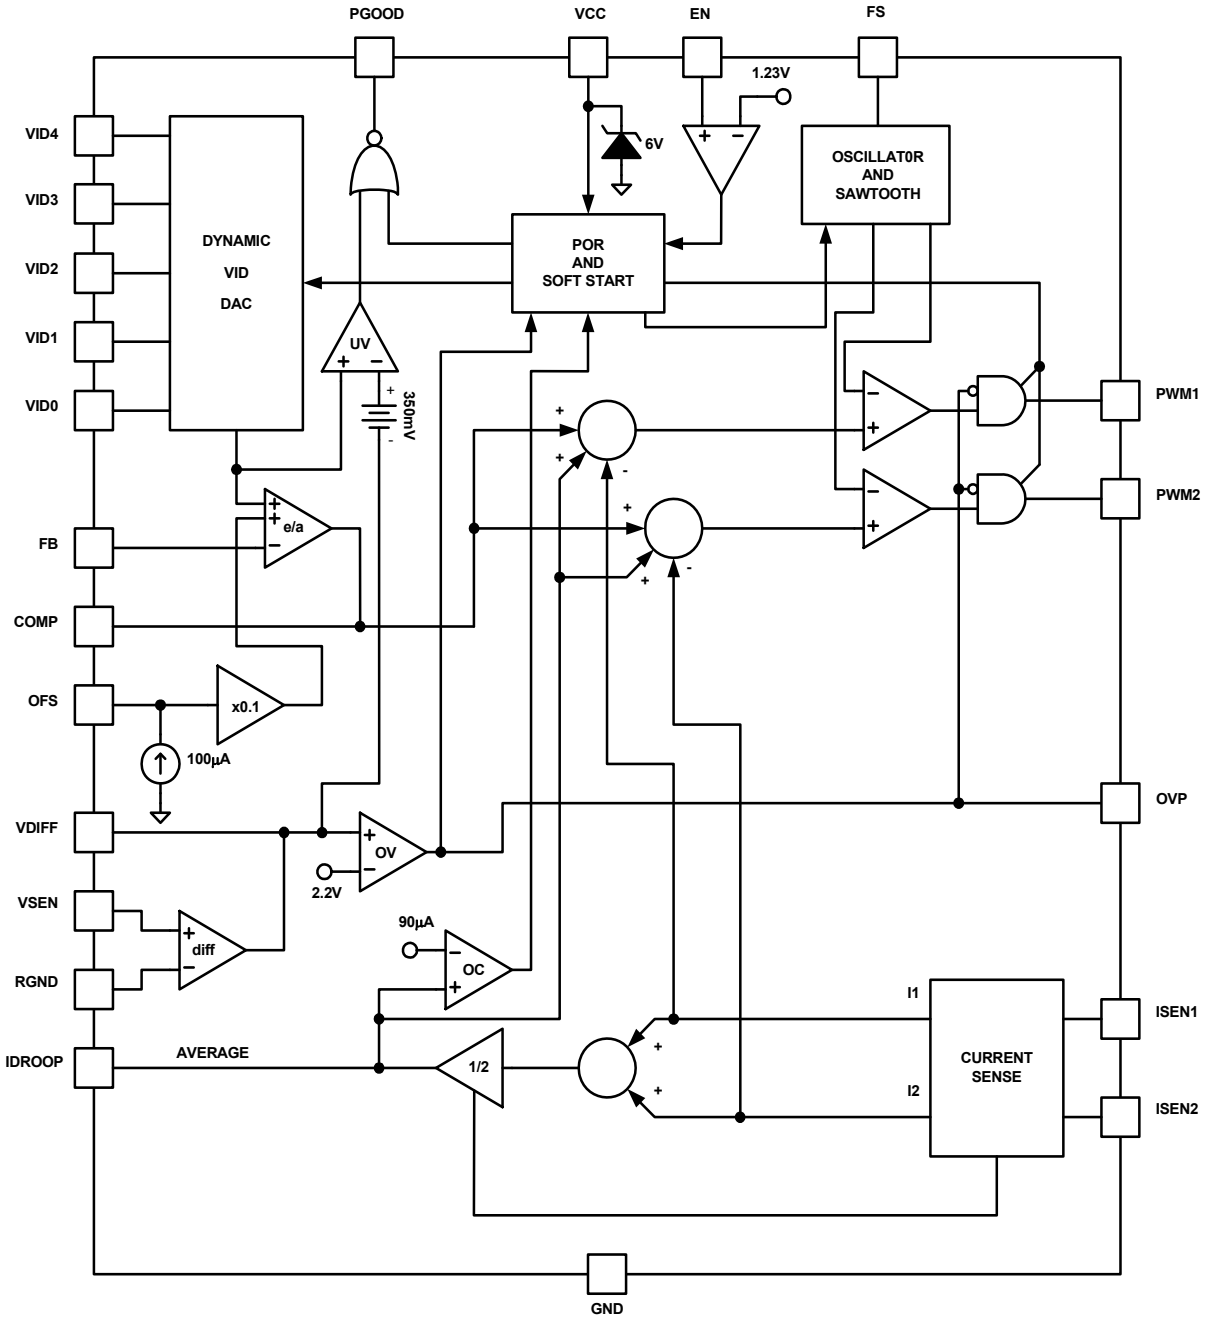 PGOOD
VCC
EN
FS
1.23V
VID4
VID3
VID2
VID1
VID0
DYNAMIC
VID
DAC
6V
+ −
OSCILLAT0R
AND
SAWTOOTH
POR
AND
SOFT START
UV
+ −
+
350mV
-
+
+
-
−
+
PWM1
+
+
-
−
+
PWM2
FB
+
+
−
e/a
COMP
OFS
x0.1
100µA
VDIFF
+
−
OV
2.2V
OVP
VSEN
RGND
+
−
diff
90µA
−
+
OC
IDROOP
AVERAGE
1/2
+
+
I1
I2
CURRENT
SENSE
ISEN1
ISEN2
GND